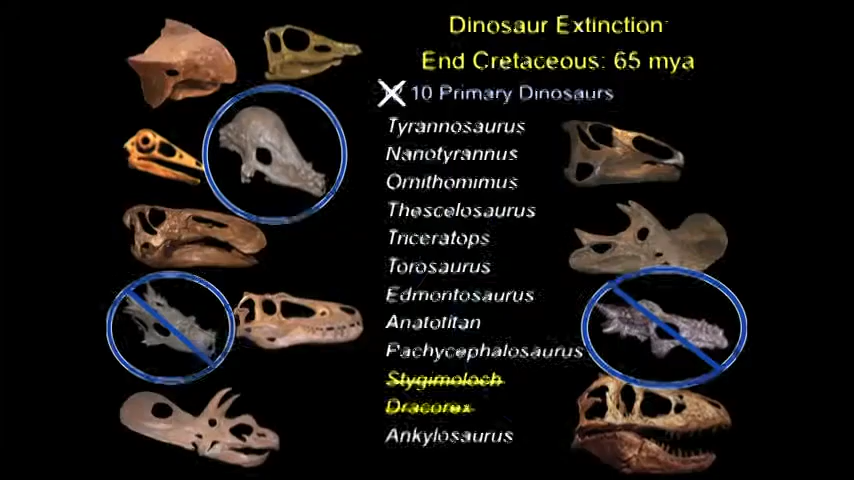 Dinosaur Extinction
End Cretaceous: 65 mya
10 Primary Dinosaurs
Tyrannosaurus
Nanotyrannus
Ornithomimus
Thescelosaurus
Triceratops
Torosaurus
Edmontosaurus
Anatotitan
Pachycephalosaurus
Stygimoloch
Dracorex
Ankylosaurus